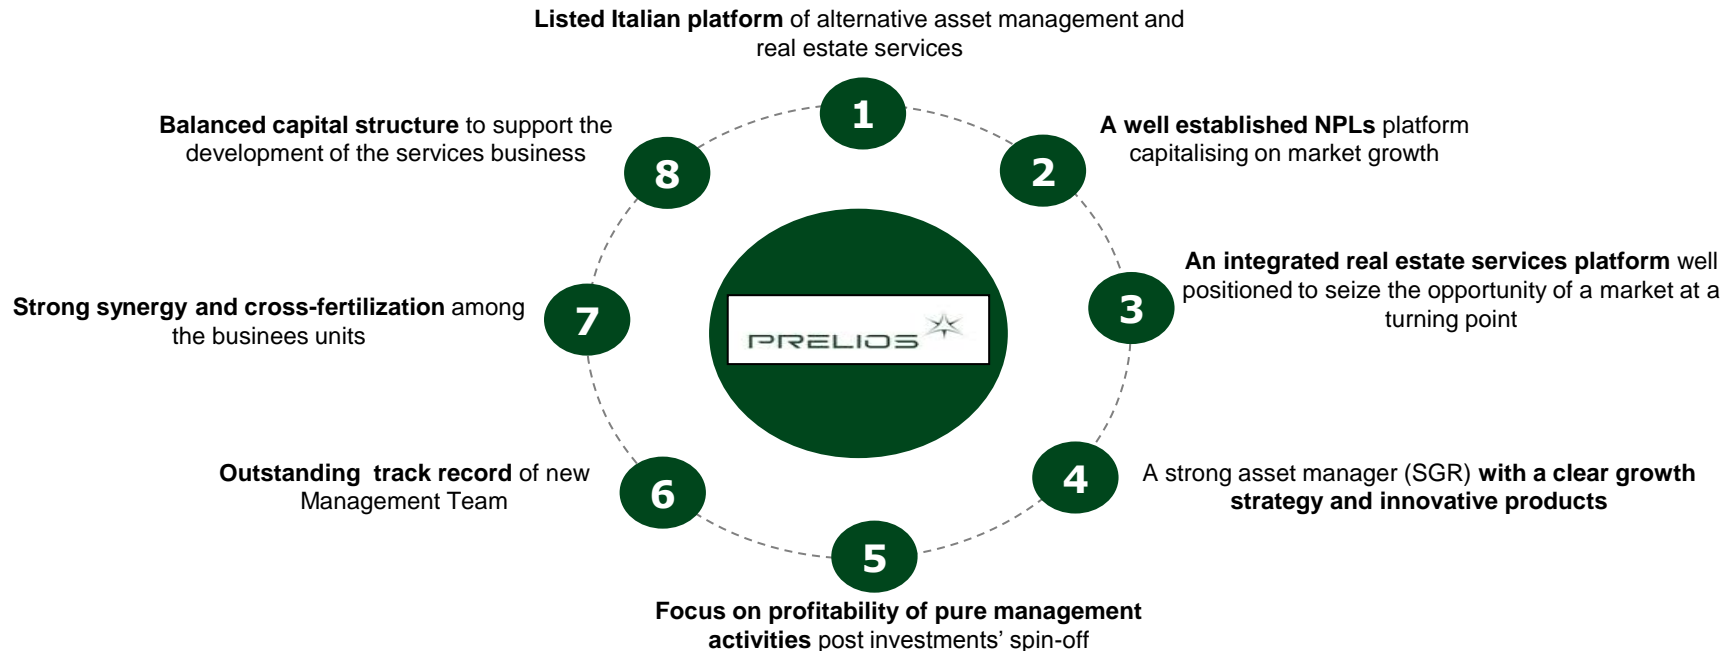 Listed Italian platform of alternative asset management and
real estate services
1
Balanced capital structure to support the
development of the services business
8
2
A well established NPLs platform
capitalising on market growth
An integrated real estate services platform well
positioned to seize the opportunity of a market at a
turning point
3
Strong synergy and cross-fertilization among
the businees units
7
PRELIOS
Outstanding track record of new
Management Team
6
4
A strong asset manager (SGR) with a clear growth
strategy and innovative products
5
Focus on profitability of pure management
activities post investments’ spin-off